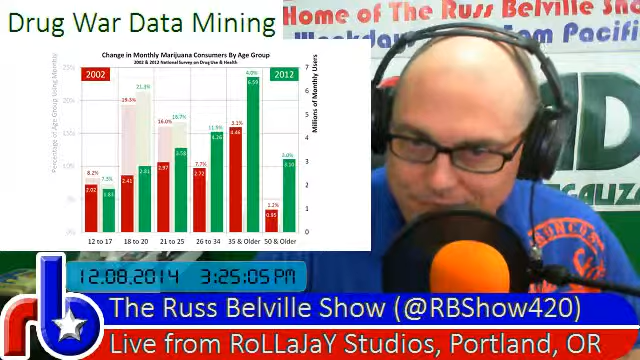 Drug War Data Mining
Home of The Russ Belville Sho
Change in Monthly Marijuana Consumers By Age Group
2002 & 2012 National Survey on Drug Use & Health
Percentage of Age Group Using Monthly
Millions of Monthly Users
2002
2012
25%
20%
15%
10%
5%
0%
7
6
5
4
3
2
1
0
8.2%
7.3%
19.3%
21.3%
16.0%
16.7%
7.7%
11.9%
3.1%
4.0%
1.1%
3.0%
2.02
2.41
2.81
2.97
2.72
4.26
4.46
6.59
0.95
3.10
12 to 17
18 to 20
21 to 25
26 to 34
35 & Older
50 & Older
BRONCOS
rb
12.08.2014 3:25:05 PM
The Russ Belville Show (@RBShow420)
Live from RoLLaJaY Studios, Portland, OR